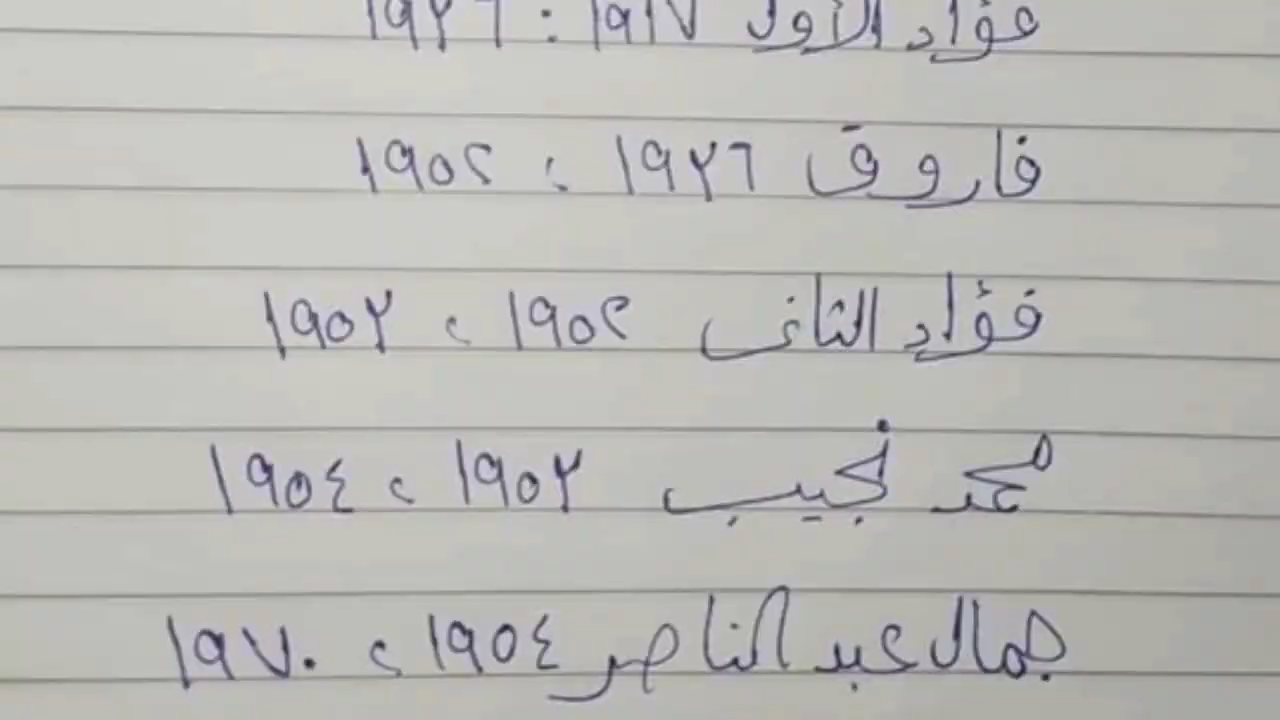 فؤاد الأول ١٩١٧ : ١٩٣٦
فاروق ١٩٣٦ : ١٩٥٢
فؤاد الثانى ١٩٥٢ ، ١٩٥٣
محمد نجيب ١٩٥٣ ، ١٩٥٤
جمال عبد الناصر ١٩٥٤ ، ١٩٧٠